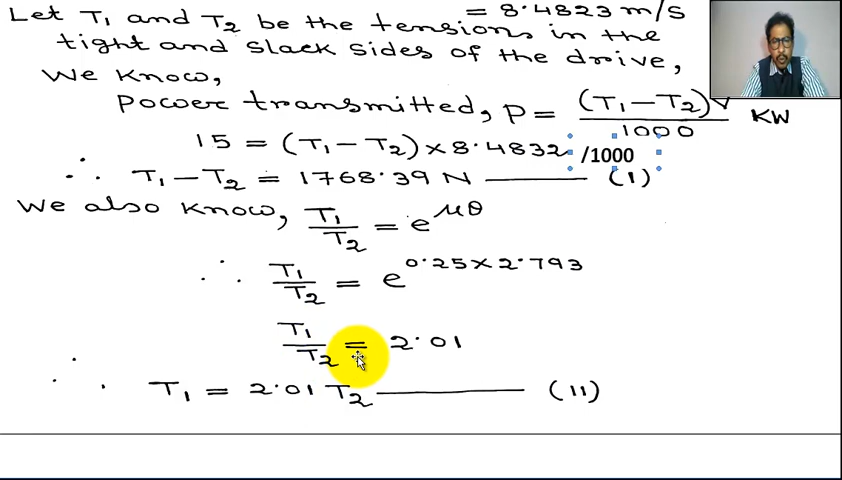 = 8.4823 m/s
Let T1 and T2 be the tensions in the
tight and slack sides of the drive,
We Know,
Power transmitted, P = (T1-T2)V/1000 KW
15 = (T1-T2)×8.4832 /1000
∴ T1-T2 = 1768.39 N ——— (I)
We also know, T1/T2 = e^μθ
∴ T1/T2 = e^0.25×2.793
T1/T2 = 2.01
∴ T1 = 2.01 T2 ——— (II)